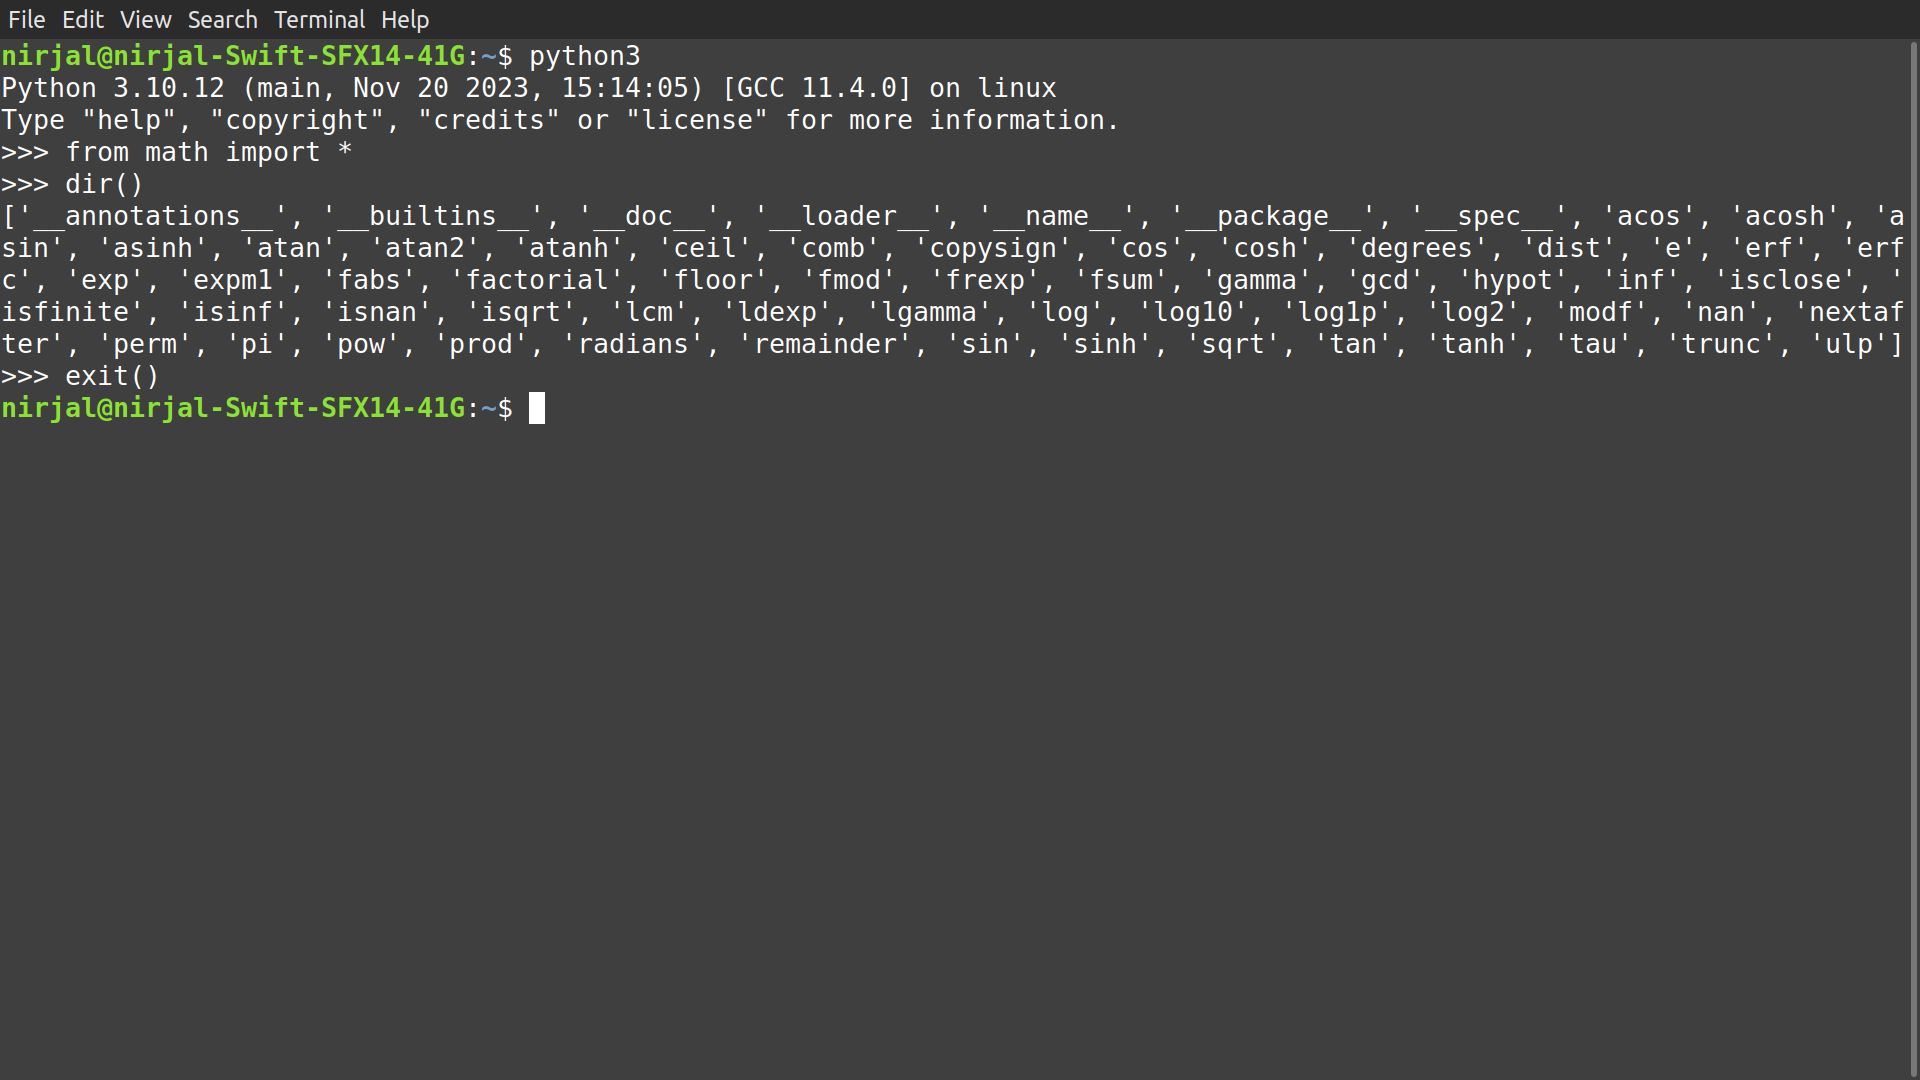 File Edit View Search Terminal Help
nirjal@nirjal-Swift-SFX14-41G:~$ python3
Python 3.10.12 (main, Nov 20 2023, 15:14:05) [GCC 11.4.0] on linux
Type "help", "copyright", "credits" or "license" for more information.
>>> from math import *
>>> dir()
['__annotations__', '__builtins__', '__doc__', '__loader__', '__name__', '__package__', '__spec__', 'acos', 'acosh', 'a
sin', 'asinh', 'atan', 'atan2', 'atanh', 'ceil', 'comb', 'copysign', 'cos', 'cosh', 'degrees', 'dist', 'e', 'erf', 'erf
c', 'exp', 'expm1', 'fabs', 'factorial', 'floor', 'fmod', 'frexp', 'fsum', 'gamma', 'gcd', 'hypot', 'inf', 'isclose', '
isfinite', 'isinf', 'isnan', 'isqrt', 'lcm', 'ldexp', 'lgamma', 'log', 'log10', 'log1p', 'log2', 'modf', 'nan', 'nextaf
ter', 'perm', 'pi', 'pow', 'prod', 'radians', 'remainder', 'sin', 'sinh', 'sqrt', 'tan', 'tanh', 'tau', 'trunc', 'ulp']
>>> exit()
nirjal@nirjal-Swift-SFX14-41G:~$